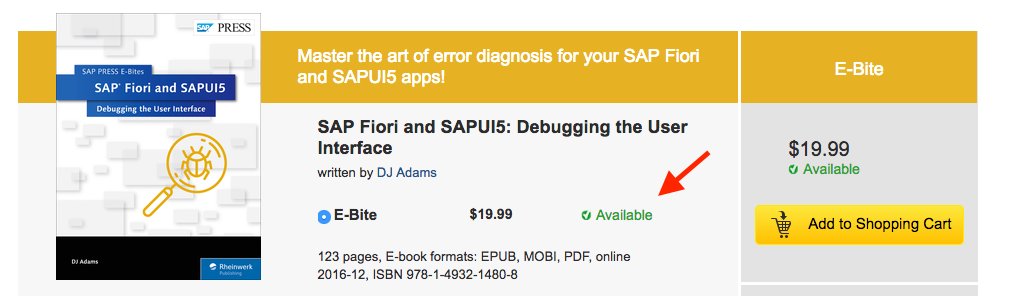 SAP PRESS
SAP PRESS E-Bites
SAP® Fiori and SAPUI5
Debugging the User Interface
DJ Adams
Rheinwerk
Publishing
Master the art of error diagnosis for your SAP Fiori
and SAPUI5 apps!
E-Bite
SAP Fiori and SAPUI5: Debugging the User
Interface
written by DJ Adams
E-Bite $19.99 Available
123 pages, E-book formats: EPUB, MOBI, PDF, online
2016-12, ISBN 978-1-4932-1480-8
$19.99
Available
Add to Shopping Cart